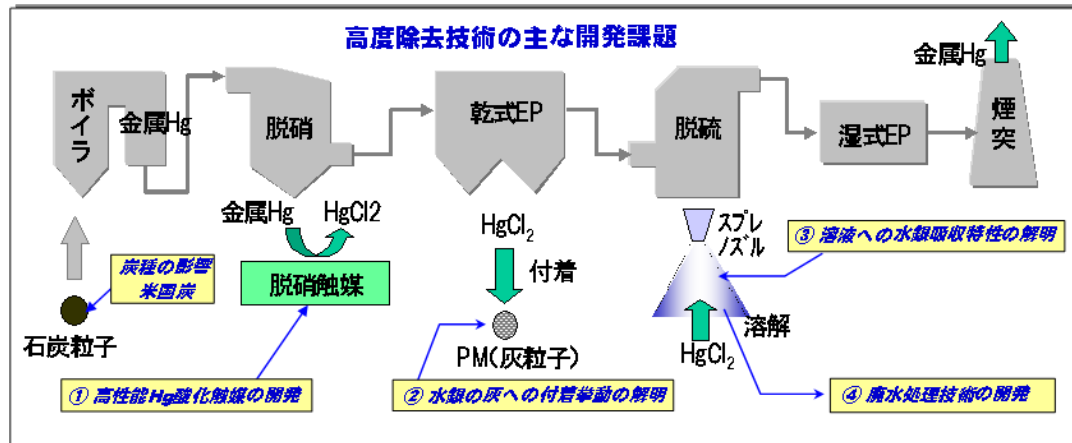 高度除去技術の主な開発課題
ボイラ
金属Hg
脱硝
乾式EP
脱硫
湿式EP
金属Hg
煙突
金属Hg
HgCl2
脱硝触媒
HgCl₂
付着
PM(灰粒子)
スプレ
ノズル
溶解
HgCl₂
炭種の影響
米国炭
石炭粒子
① 高性能Hg酸化触媒の開発
② 水銀の灰への付着挙動の解明
③ 溶液への水銀吸収特性の解明
④ 廃水処理技術の開発